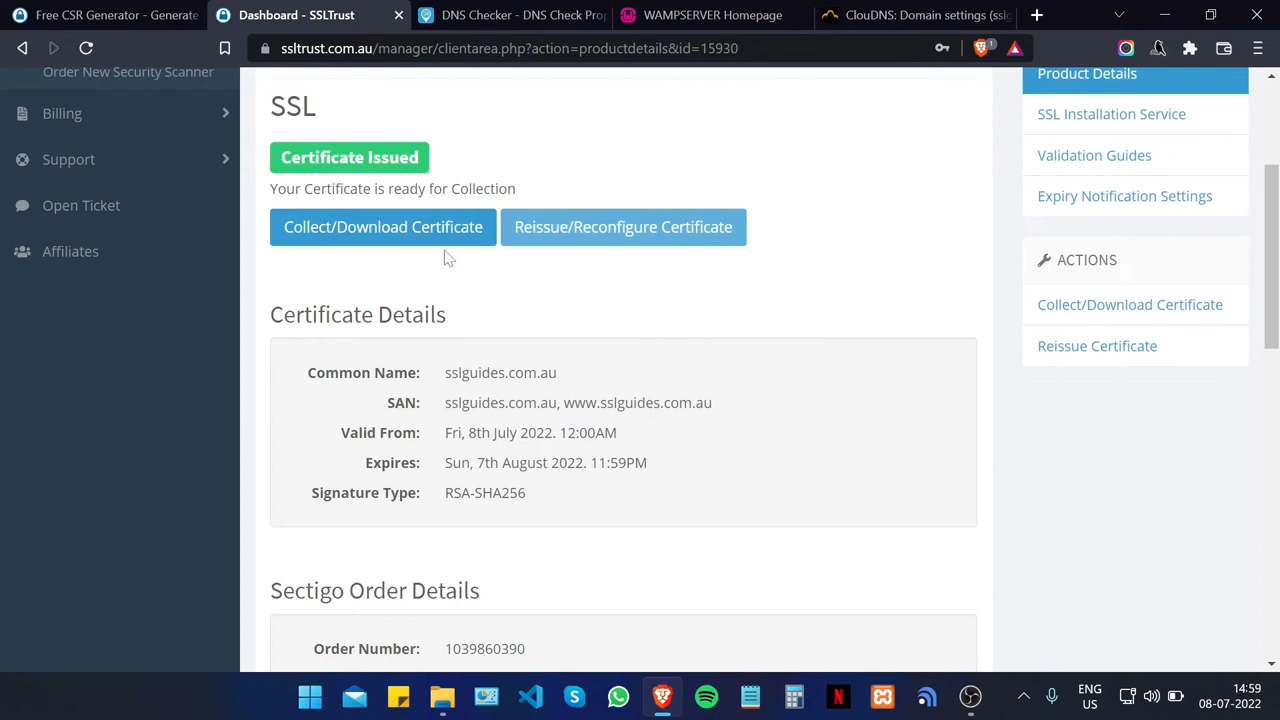 Free CSR Generator - Generate
Dashboard - SSLTrust
DNS Checker - DNS Check Prop
WAMPSERVER Homepage
ClouDNS: Domain settings (sslg
ssltrust.com.au/manager/clientarea.php?action=productdetails&id=15930
1
Order New Security Scanner
Billing
Support
Open Ticket
Affiliates
SSL
Certificate Issued
Your Certificate is ready for Collection
Collect/Download Certificate
Reissue/Reconfigure Certificate
Certificate Details
Common Name: sslguides.com.au
SAN: sslguides.com.au, www.sslguides.com.au
Valid From: Fri, 8th July 2022. 12:00AM
Expires: Sun, 7th August 2022. 11:59PM
Signature Type: RSA-SHA256
Sectigo Order Details
Order Number: 1039860390
Product Details
SSL Installation Service
Validation Guides
Expiry Notification Settings
ACTIONS
Collect/Download Certificate
Reissue Certificate
ENG
US
14:59
08-07-2022